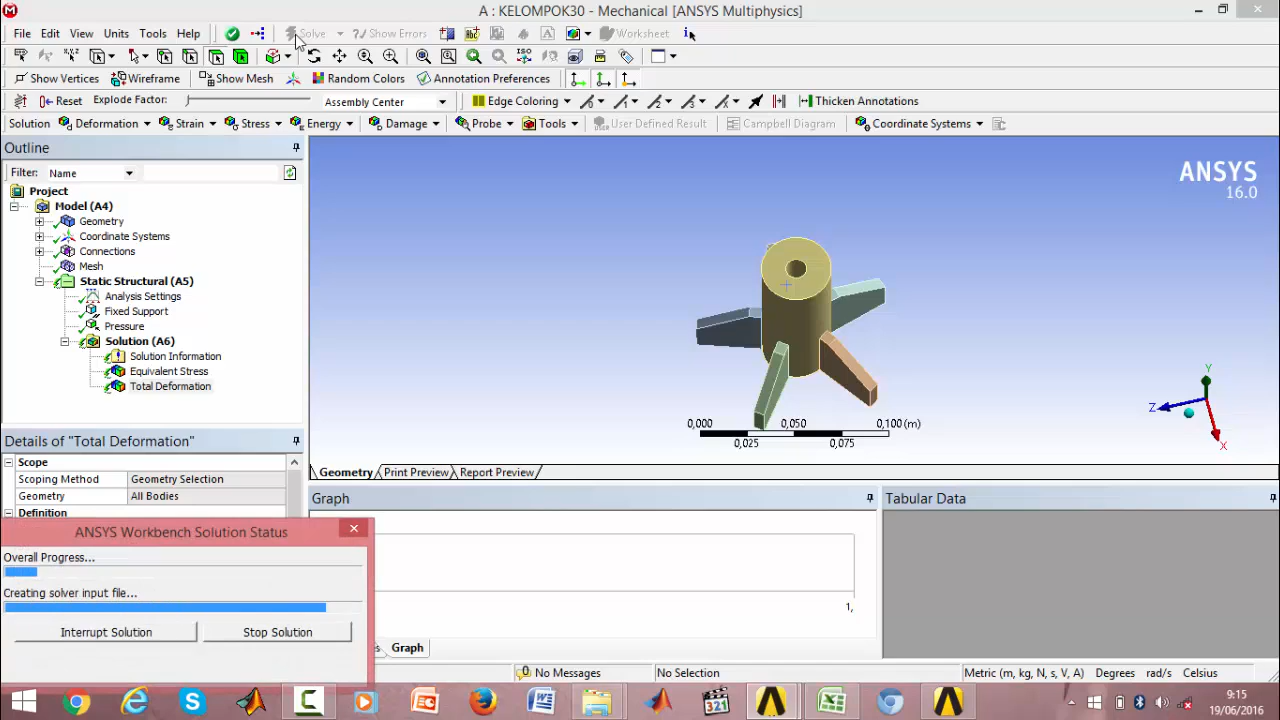 A : KELOMPOK30 - Mechanical [ANSYS Multiphysics]
File Edit View Units Tools Help Solve Show Errors Worksheet
Show Vertices Wireframe Show Mesh Random Colors Annotation Preferences
Reset Explode Factor: Assembly Center Edge Coloring Thicken Annotations
Solution Deformation Strain Stress Energy Damage Probe Tools User Defined Result Campbell Diagram Coordinate Systems
Outline
Filter: Name
Project
Model (A4)
Geometry
Coordinate Systems
Connections
Mesh
Static Structural (A5)
Analysis Settings
Fixed Support
Pressure
Solution (A6)
Solution Information
Equivalent Stress
Total Deformation
Details of "Total Deformation"
Scope
Scoping Method Geometry Selection
Geometry All Bodies
Definition
ANSYS Workbench Solution Status
Overall Progress...
Creating solver input file...
Interrupt Solution Stop Solution
ANSYS
16.0
Y
Z
X
0,000 0,050 0,100 (m)
0,025 0,075
Geometry Print Preview Report Preview
Graph
1,
Graph
Tabular Data
No Messages No Selection Metric (m, kg, N, s, V, A) Degrees rad/s Celsius
321
9:15
19/06/2016